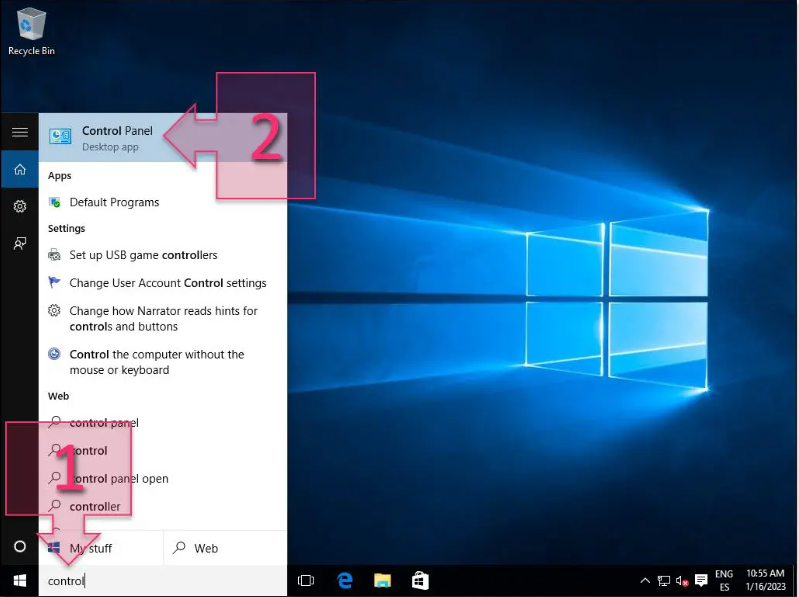 Recycle Bin
Control Panel
Desktop app
2
Apps
Default Programs
Settings
Set up USB game controllers
Change User Account Control settings
Change how Narrator reads hints for
controls and buttons
Control the computer without the
mouse or keyboard
Web
control panel
control
control panel open
controller
1
My stuff
Web
control
ENG
ES
10:55 AM
1/16/2023